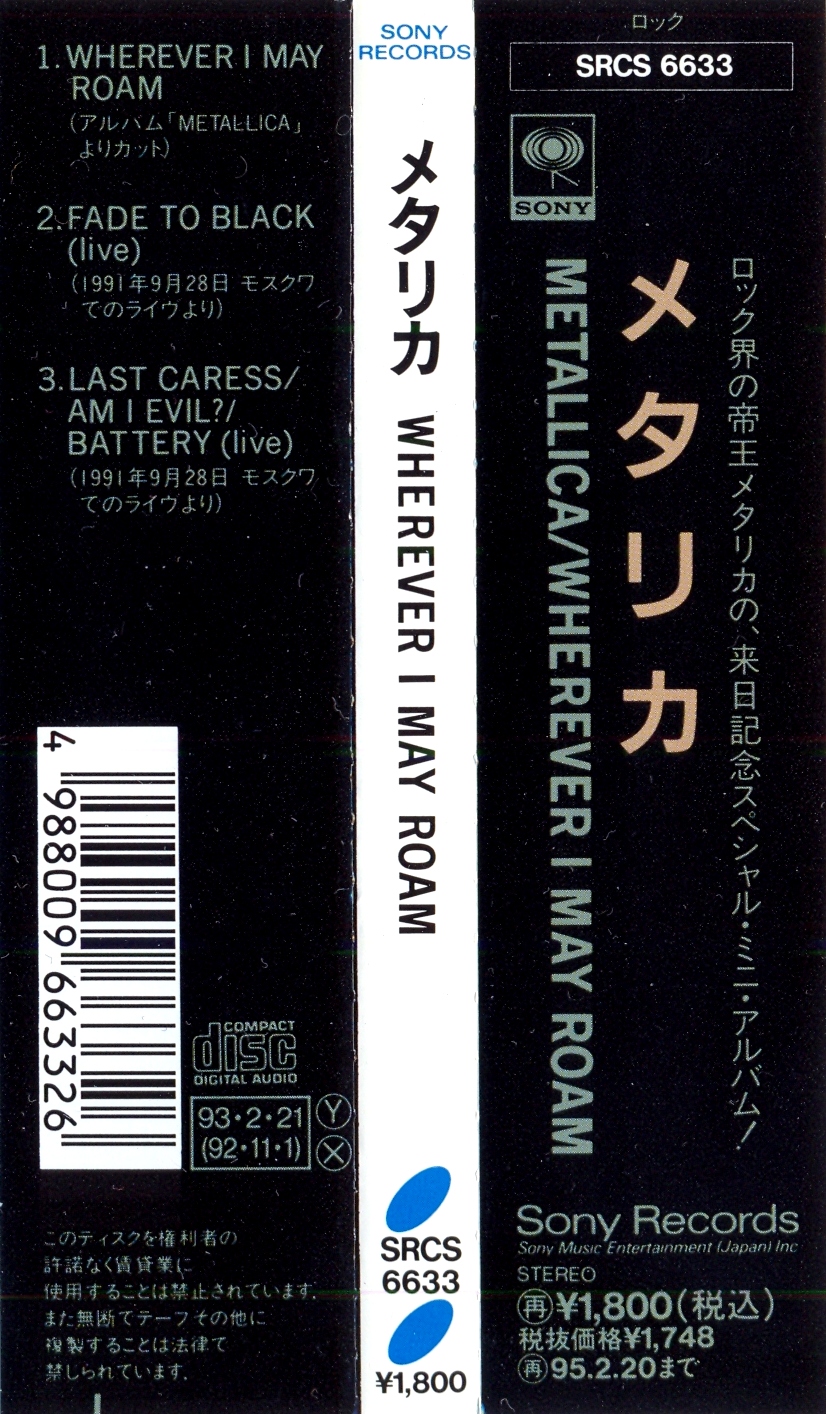 1. WHEREVER I MAY
ROAM
(アルバム「METALLICA」
よりカット)
2. FADE TO BLACK
(live)
(1991年9月28日 モスクワ
でのライヴより)
3. LAST CARESS/
AM I EVIL?/
BATTERY (live)
(1991年9月28日 モスクワ
でのライヴより)
4 988009 663326
COMPACT
disc
DIGITAL AUDIO
93・2・21
(92・11・1)
Y
X
このディスクを権利者の
許諾なく賃貸業に
使用することは禁止されています。
また無断でテープその他に
複製することは法律で
禁じられています。
SONY
RECORDS
メタリカ WHEREVER I MAY ROAM
SRCS
6633
¥1,800
ロック
SRCS 6633
SONY
ロック界の帝王メタリカの、来日記念スペシャル・ミニ・アルバム!
メタリカ
METALLICA/WHEREVER I MAY ROAM
Sony Records
Sony Music Entertainment (Japan) Inc
STEREO
再¥1,800(税込)
税抜価格¥1,748
再95.2.20まで